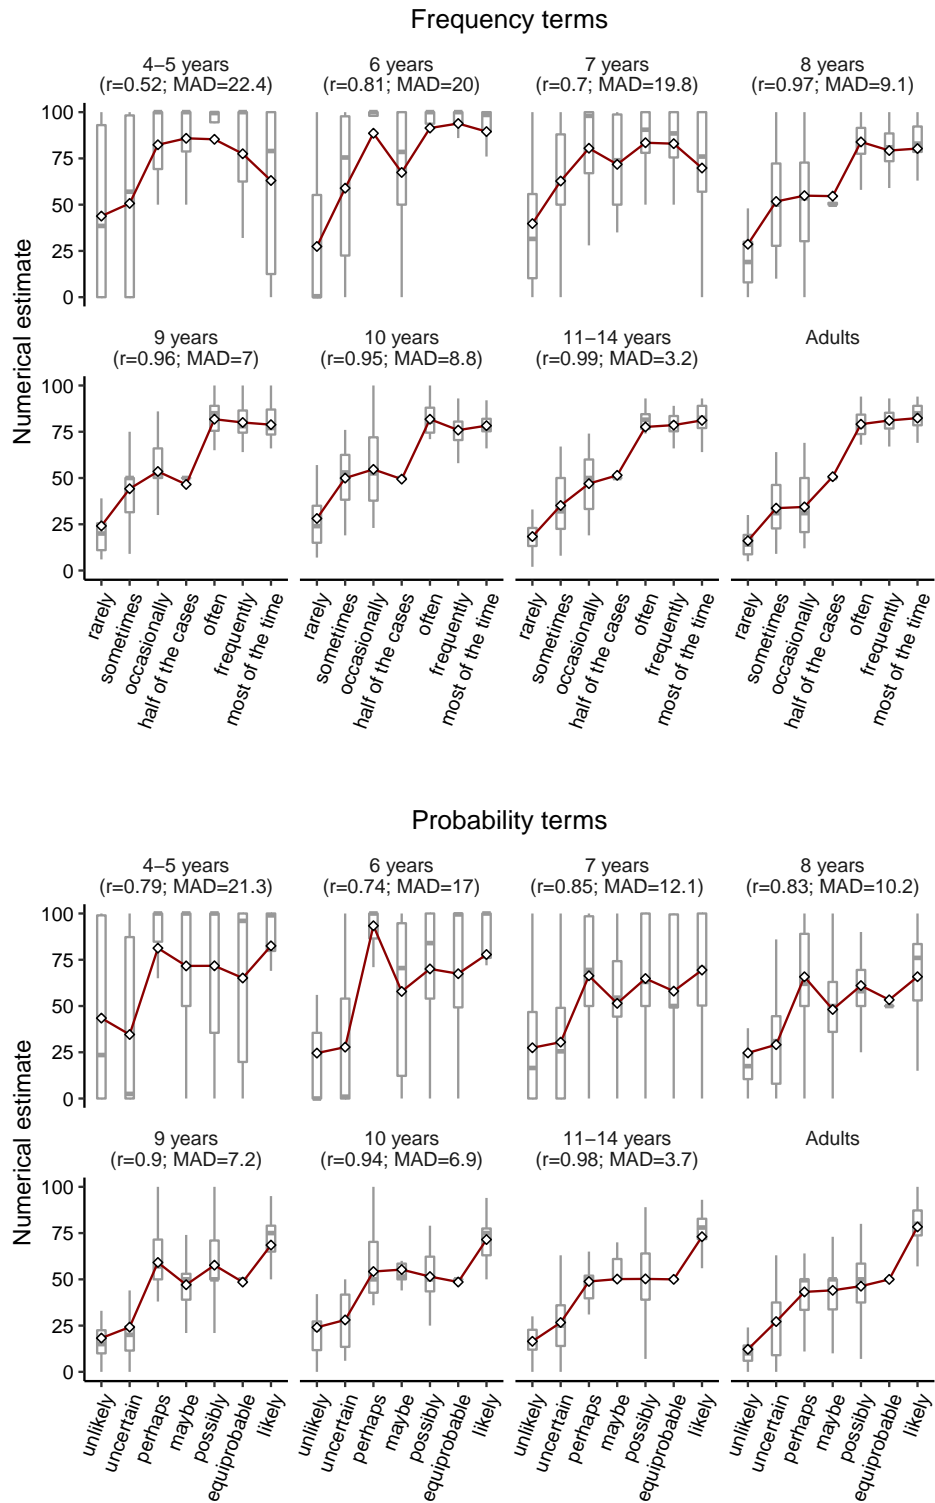 Frequency terms
4−5 years
(r=0.52; MAD=22.4)
6 years
(r=0.81; MAD=20)
7 years
(r=0.7; MAD=19.8)
8 years
(r=0.97; MAD=9.1)
100
75
50
25
0
9 years
(r=0.96; MAD=7)
10 years
(r=0.95; MAD=8.8)
11−14 years
(r=0.99; MAD=3.2)
Adults
100
75
50
25
0
Numerical estimate
rarely
sometimes
occasionally
half of the cases
often
frequently
most of the time
rarely
sometimes
occasionally
half of the cases
often
frequently
most of the time
rarely
sometimes
occasionally
half of the cases
often
frequently
most of the time
rarely
sometimes
occasionally
half of the cases
often
frequently
most of the time
Probability terms
4−5 years
(r=0.79; MAD=21.3)
6 years
(r=0.74; MAD=17)
7 years
(r=0.85; MAD=12.1)
8 years
(r=0.83; MAD=10.2)
100
75
50
25
0
9 years
(r=0.9; MAD=7.2)
10 years
(r=0.94; MAD=6.9)
11−14 years
(r=0.98; MAD=3.7)
Adults
100
75
50
25
0
Numerical estimate
unlikely
uncertain
perhaps
maybe
possibly
equiprobable
likely
unlikely
uncertain
perhaps
maybe
possibly
equiprobable
likely
unlikely
uncertain
perhaps
maybe
possibly
equiprobable
likely
unlikely
uncertain
perhaps
maybe
possibly
equiprobable
likely